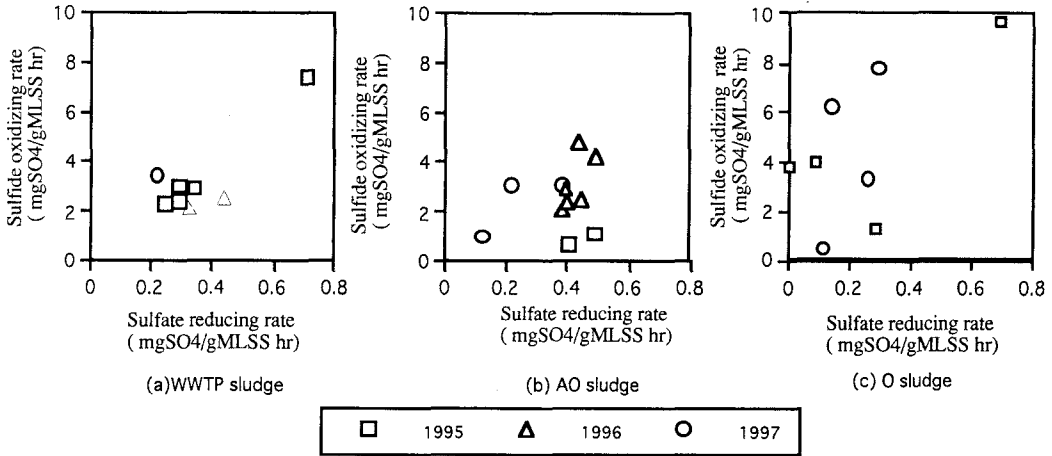 10
8
6
4
2
0
Sulfide oxidizing rate
( mgSO4/gMLSS hr)
0 0.2 0.4 0.6 0.8
Sulfate reducing rate
( mgSO4/gMLSS hr)
(a)WWTP sludge
10
8
6
4
2
0
Sulfide oxidizing rate
( mgSO4/gMLSS hr)
0 0.2 0.4 0.6 0.8
Sulfate reducing rate
(mgSO4/gMLSS hr)
(b) AO sludge
10
8
6
4
2
0
Sulfide oxidizing rate
( mgSO4/gMLSS hr)
0 0.2 0.4 0.6 0.8
Sulfate reducing rate
( mgSO4/gMLSS hr)
(c) O sludge
1995 1996 1997